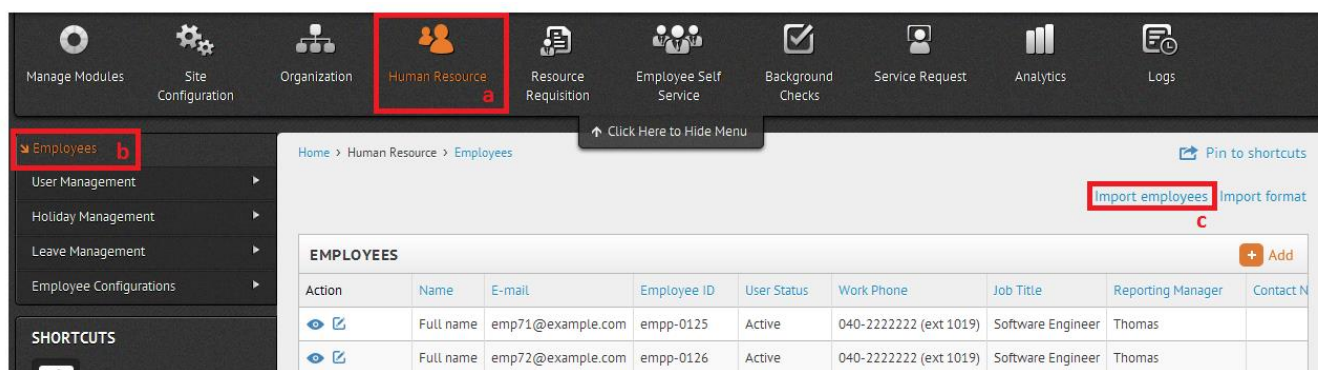 Manage Modules
Site
Configuration
Organization
Human Resource
a
Resource
Requisition
Employee Self
Service
Background
Checks
Service Request
Analytics
Logs
Click Here to Hide Menu
Employees
b
User Management
Holiday Management
Leave Management
Employee Configurations
SHORTCUTS
Home > Human Resource > Employees
Pin to shortcuts
Import employees Import format
c
EMPLOYEES
+ Add
Action Name E-mail Employee ID User Status Work Phone Job Title Reporting Manager Contact N
Full name emp71@example.com empp-0125 Active 040-2222222 (ext 1019) Software Engineer Thomas
Full name emp72@example.com empp-0126 Active 040-2222222 (ext 1019) Software Engineer Thomas